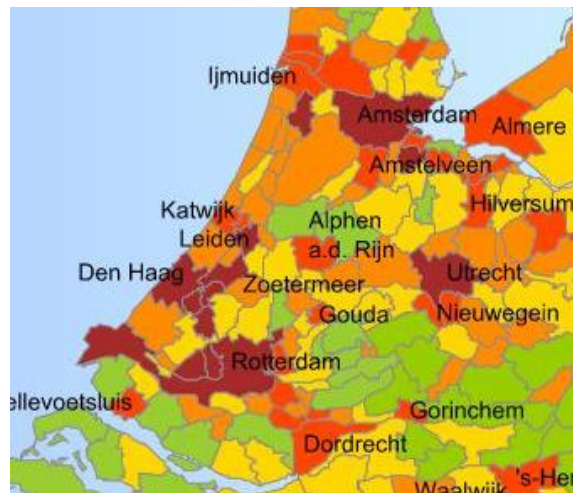 Ijmuiden
Amsterdam
Almere
Amstelveen
Katwijk
Hilversum
Leiden
Alphen
a.d. Rijn
Den Haag
Utrecht
Zoetermeer
Gouda
Nieuwegein
Rotterdam
ellevoetsluis
Gorinchem
Dordrecht
's-Her
Waalwijk